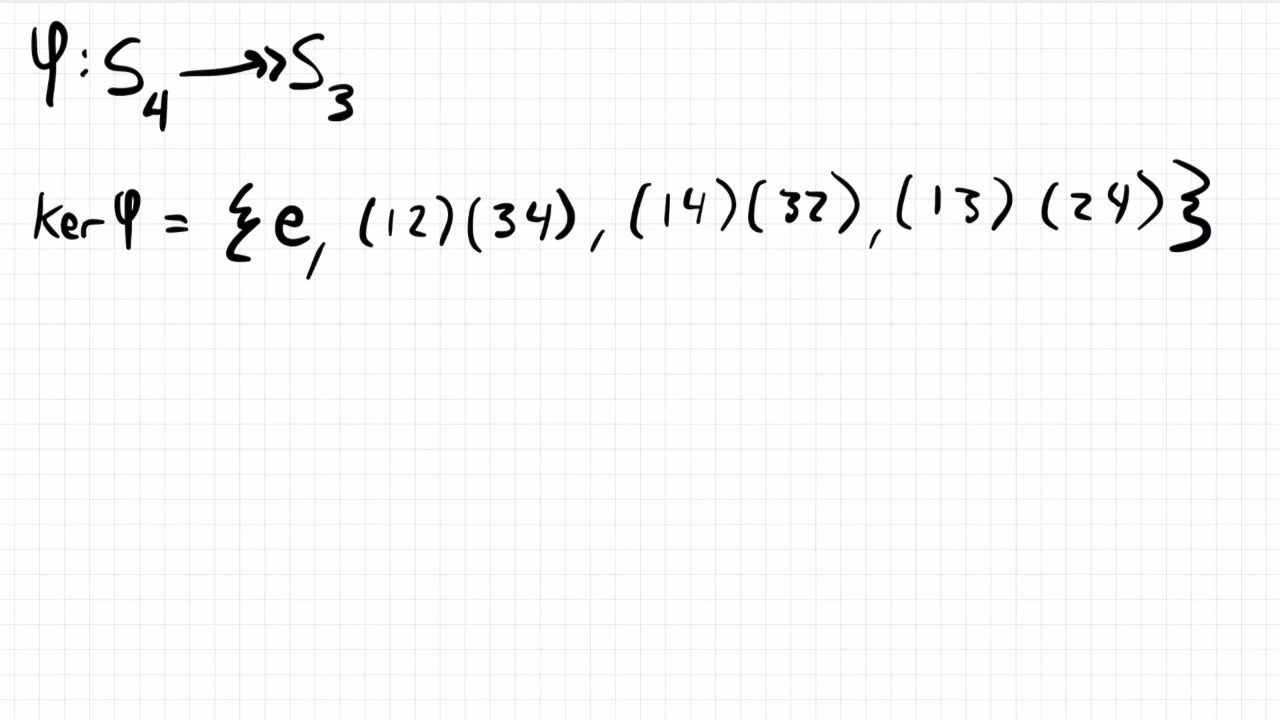 φ: S₄ ↠ S₃
ker φ = {e, (12)(34), (14)(32), (13)(24)}